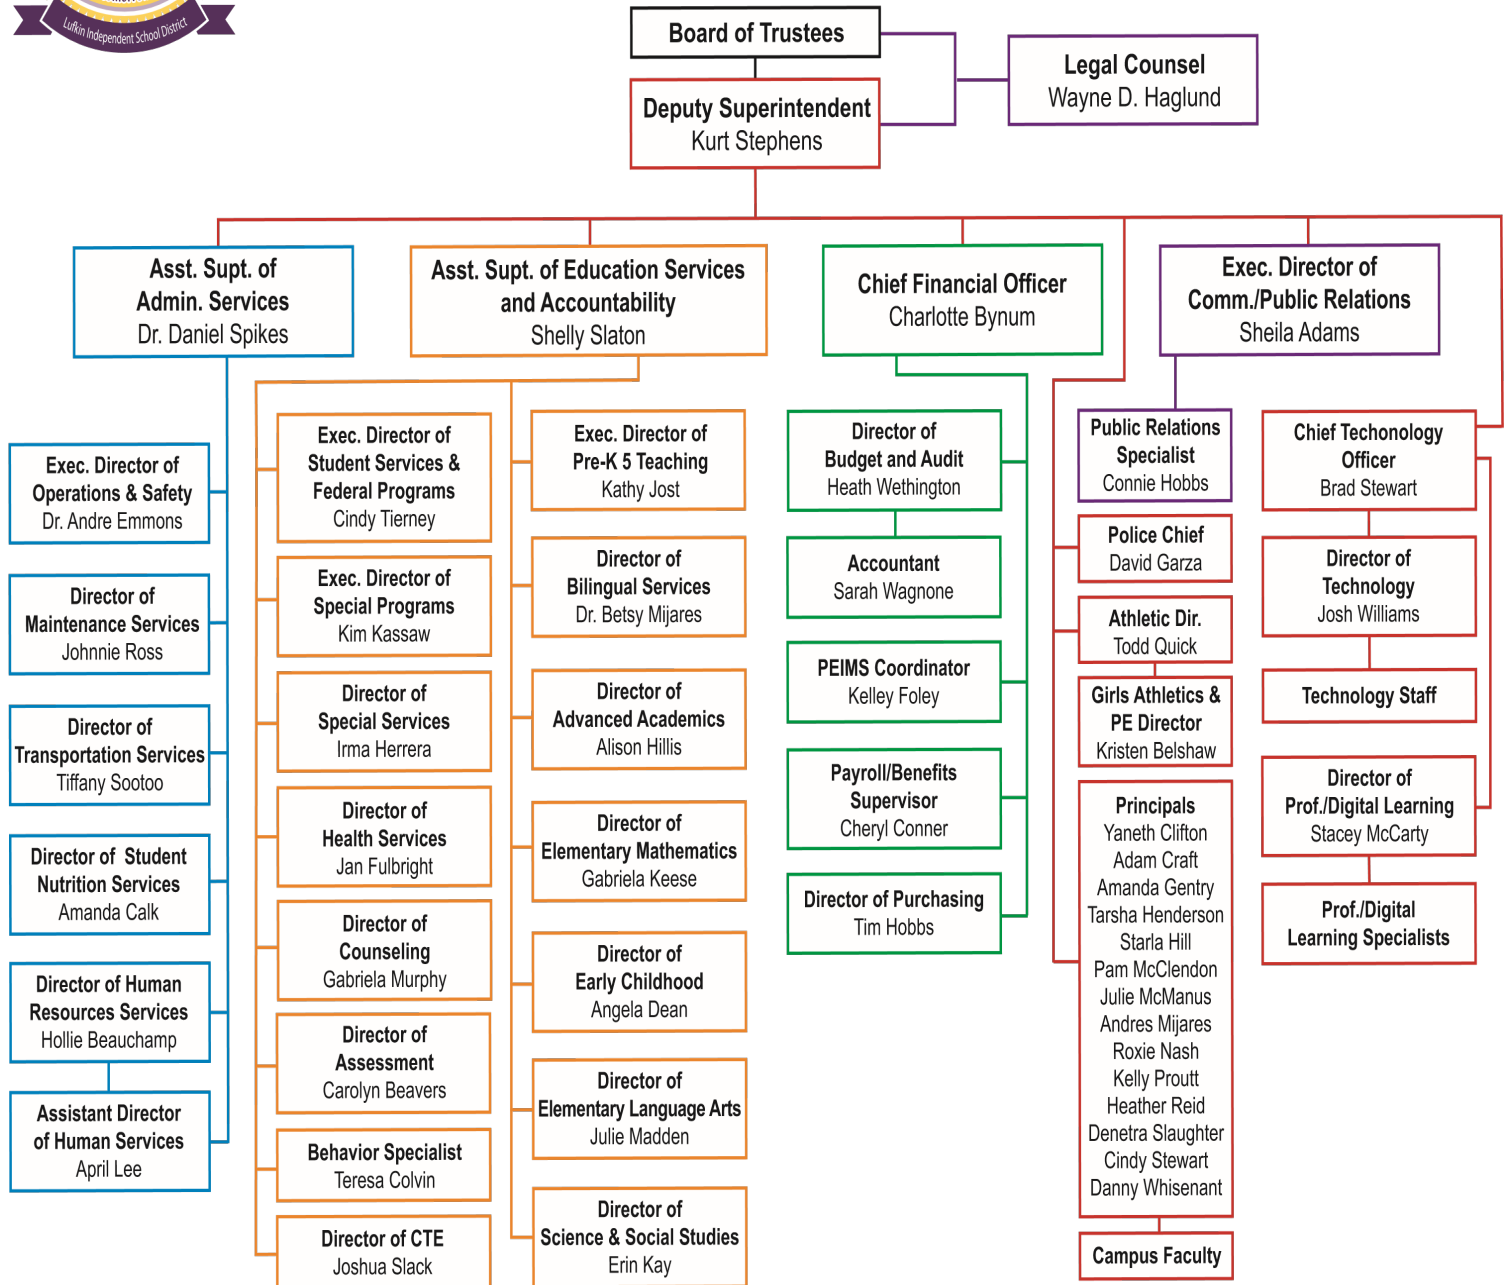 Lufkin Independent School District
Board of Trustees
Legal Counsel
Wayne D. Haglund
Deputy Superintendent
Kurt Stephens
Asst. Supt. of
Admin. Services
Dr. Daniel Spikes
Asst. Supt. of Education Services
and Accountability
Shelly Slaton
Chief Financial Officer
Charlotte Bynum
Exec. Director of
Comm./Public Relations
Sheila Adams
Exec. Director of
Operations & Safety
Dr. Andre Emmons
Director of
Maintenance Services
Johnnie Ross
Director of
Transportation Services
Tiffany Sootoo
Director of  Student
Nutrition Services
Amanda Calk
Director of Human
Resources Services
Hollie Beauchamp
Assistant Director
of Human Services
April Lee
Exec. Director of
Student Services &
Federal Programs
Cindy Tierney
Exec. Director of
Special Programs
Kim Kassaw
Director of
Special Services
Irma Herrera
Director of
Health Services
Jan Fulbright
Director of
Counseling
Gabriela Murphy
Director of
Assessment
Carolyn Beavers
Behavior Specialist
Teresa Colvin
Director of CTE
Joshua Slack
Exec. Director of
Pre-K 5 Teaching
Kathy Jost
Director of
Bilingual Services
Dr. Betsy Mijares
Director of
Advanced Academics
Alison Hillis
Director of
Elementary Mathematics
Gabriela Keese
Director of
Early Childhood
Angela Dean
Director of
Elementary Language Arts
Julie Madden
Director of
Science & Social Studies
Erin Kay
Director of
Budget and Audit
Heath Wethington
Accountant
Sarah Wagnone
PEIMS Coordinator
Kelley Foley
Payroll/Benefits
Supervisor
Cheryl Conner
Director of Purchasing
Tim Hobbs
Public Relations
Specialist
Connie Hobbs
Police Chief
David Garza
Athletic Dir.
Todd Quick
Girls Athletics &
PE Director
Kristen Belshaw
Principals
Yaneth Clifton
Adam Craft
Amanda Gentry
Tarsha Henderson
Starla Hill
Pam McClendon
Julie McManus
Andres Mijares
Roxie Nash
Kelly Proutt
Heather Reid
Denetra Slaughter
Cindy Stewart
Danny Whisenant
Campus Faculty
Chief Techonology
Officer
Brad Stewart
Director of
Technology
Josh Williams
Technology Staff
Director of
Prof./Digital Learning
Stacey McCarty
Prof./Digital
Learning Specialists